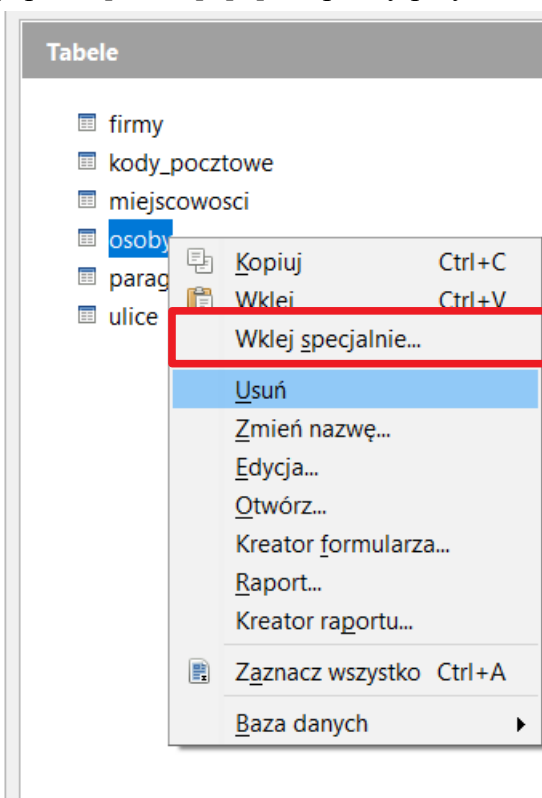 Tabele
firmy
kody_pocztowe
miejscowosci
osoby
parag
ulice
Kopiuj Ctrl+C
Wklej Ctrl+V
Wklej specjalnie...
Usuń
Zmień nazwę...
Edycja...
Otwórz...
Kreator formularza...
Raport...
Kreator raportu...
Zaznacz wszystko Ctrl+A
Baza danych